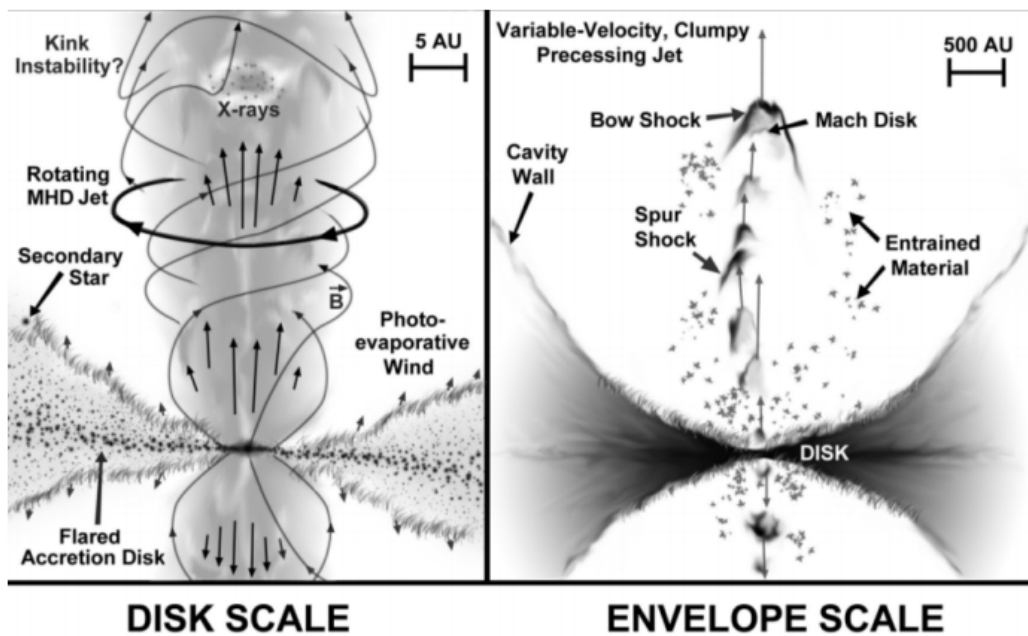 Kink
Instability?
5 AU
X-rays
Rotating
MHD Jet
Secondary
Star
B
Photo-
evaporative
Wind
Flared
Accretion Disk
DISK SCALE
Variable-Velocity, Clumpy
Precessing Jet
500 AU
Bow Shock
Mach Disk
Cavity
Wall
Spur
Shock
Entrained
Material
DISK
ENVELOPE SCALE